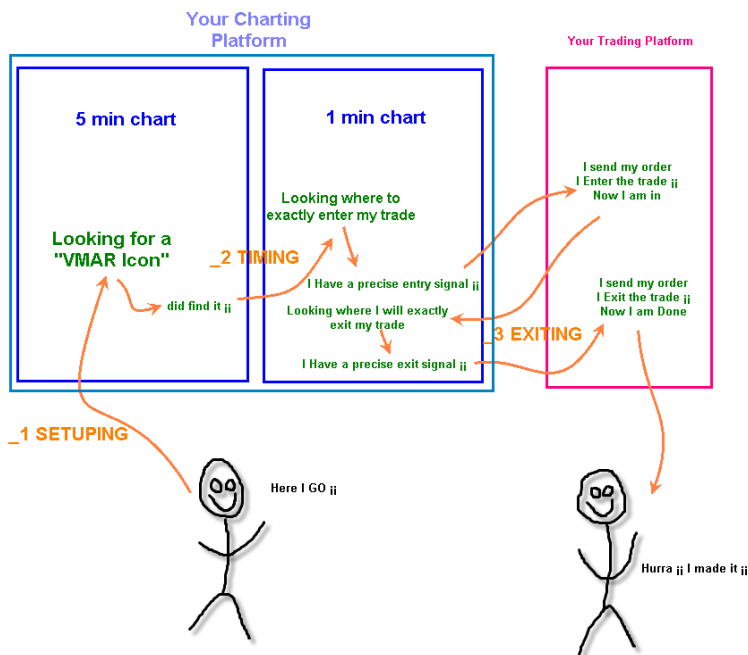 Your Charting
Platform
Your Trading Platform
5 min chart
1 min chart
I send my order
I Enter the trade ¡¡
Now I am in
Looking where to
exactly enter my trade
Looking for a
"VMAR Icon"
_2 TIMING
I Have a precise entry signal ¡¡
did find it ¡¡
Looking where I will exactly
exit my trade
I send my order
I Exit the trade ¡¡
Now I am Done
_3 EXITING
I Have a precise exit signal ¡¡
_1 SETUPING
Here I GO ¡¡
Hurra ¡¡ I made it ¡¡